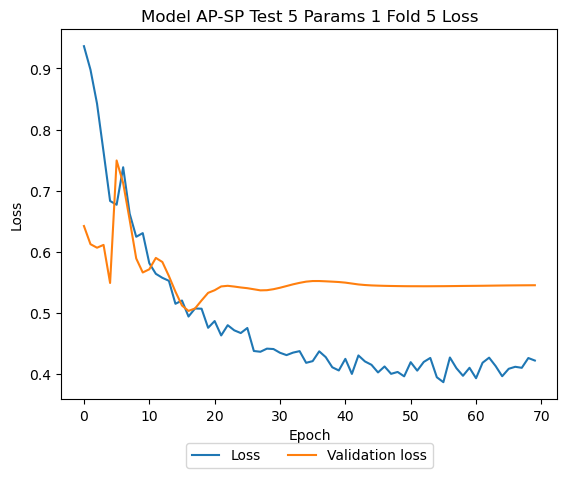 Model AP-SP Test 5 Params 1 Fold 5 Loss
Loss
0.9
0.8
0.7
0.6
0.5
0.4
0 10 20 30 40 50 60 70
Epoch
Loss Validation loss